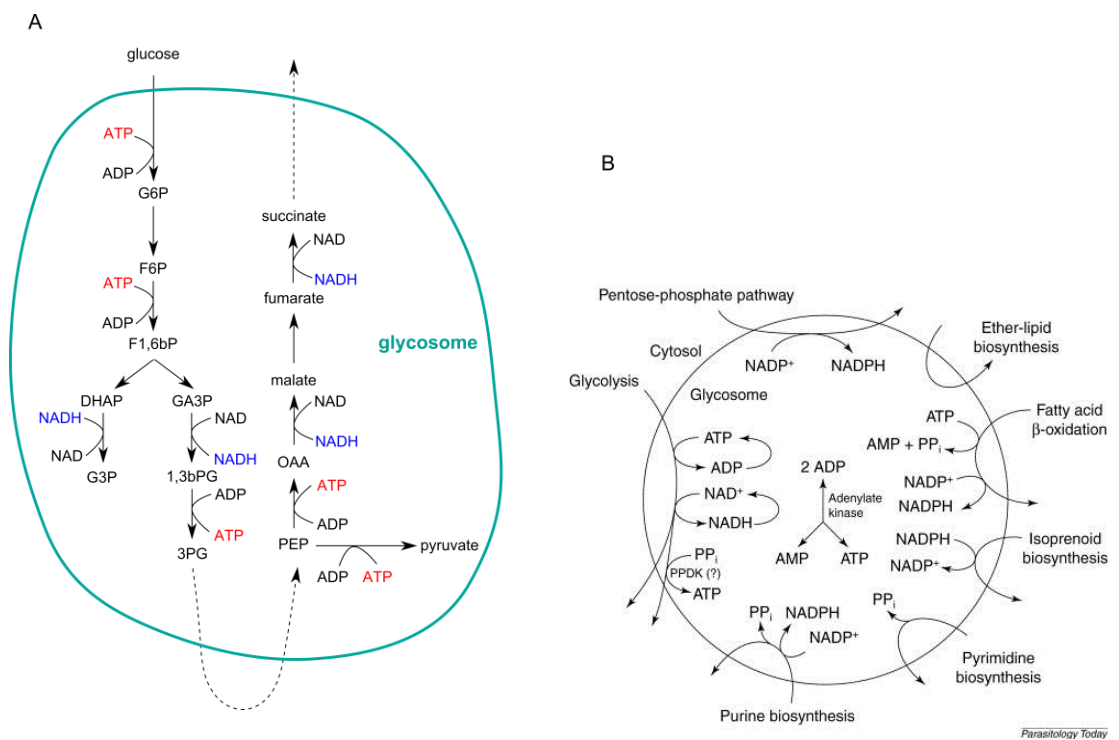 A
glucose
ATP
ADP
G6P
F6P
ATP
ADP
F1,6bP
DHAP
GA3P
NADH
NAD
G3P
NAD
NADH
1,3bPG
ADP
ATP
3PG
succinate
NAD
NADH
fumarate
malate
NAD
NADH
OAA
ATP
ADP
PEP
pyruvate
ADP
ATP
glycosome
B
Pentose-phosphate pathway
NADP+
NADPH
Cytosol
Glycosome
Glycolysis
ATP
ADP
NAD+
NADH
PPi
PPDK (?)
ATP
2 ADP
Adenylate
kinase
AMP
ATP
Ether-lipid
biosynthesis
Fatty acid
β-oxidation
ATP
AMP + PPi
NADP+
NADPH
Isoprenoid
biosynthesis
NADPH
NADP+
PPi
Pyrimidine
biosynthesis
PPi
NADPH
NADP+
Purine biosynthesis
Parasitology Today